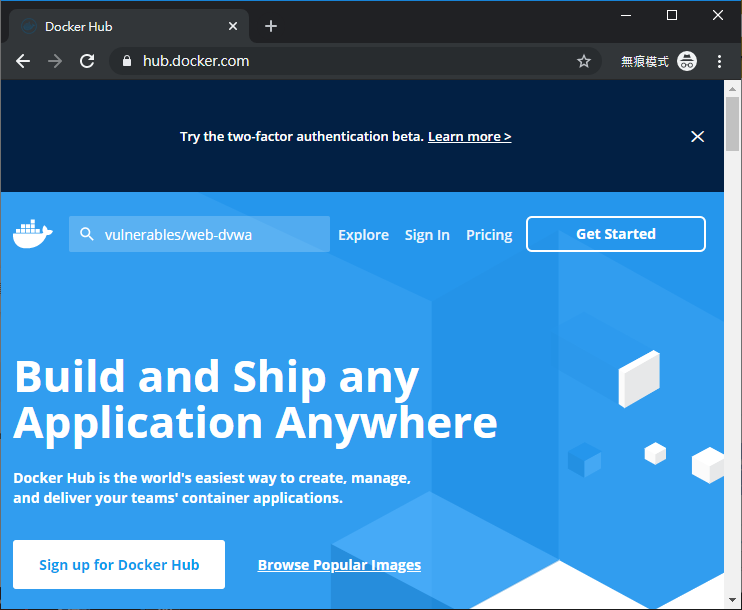 Docker Hub
hub.docker.com
無痕模式
Try the two-factor authentication beta. Learn more >
vulnerables/web-dvwa
Explore
Sign In
Pricing
Get Started
Build and Ship any
Application Anywhere
Docker Hub is the world's easiest way to create, manage,
and deliver your teams' container applications.
Sign up for Docker Hub
Browse Popular Images